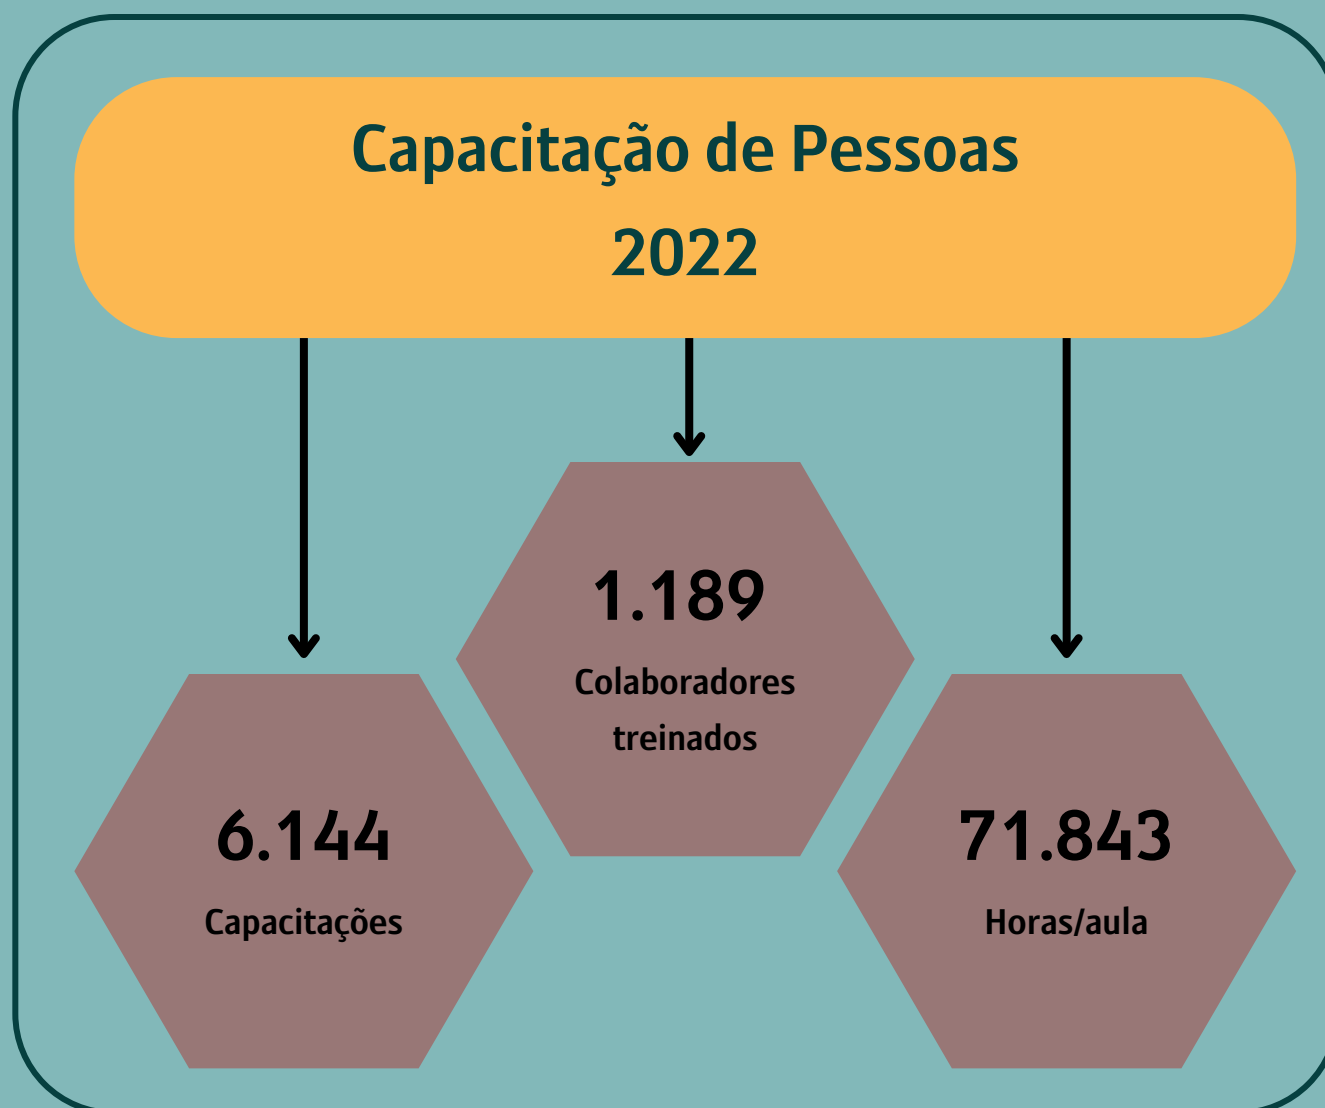 Capacitação de Pessoas
2022
1.189
Colaboradores
treinados
6.144
Capacitações
71.843
Horas/aula